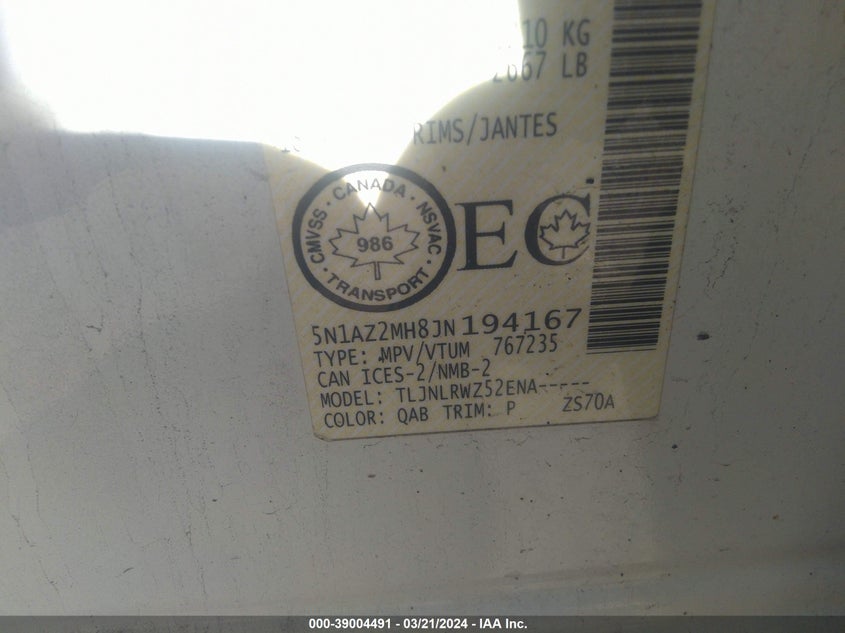 10 KG
2667 LB
RIMS/JANTES
CMVSS · CANADA · NSVAC
986
· TRANSPORT ·
EC
5N1AZ2MH8JN194167
TYPE: MPV/VTUM 767235
CAN ICES-2/NMB-2
MODEL: TLJNLRWZ52ENA-----
COLOR: QAB TRIM: P ZS70A
000-39004491 - 03/21/2024 - IAA Inc.